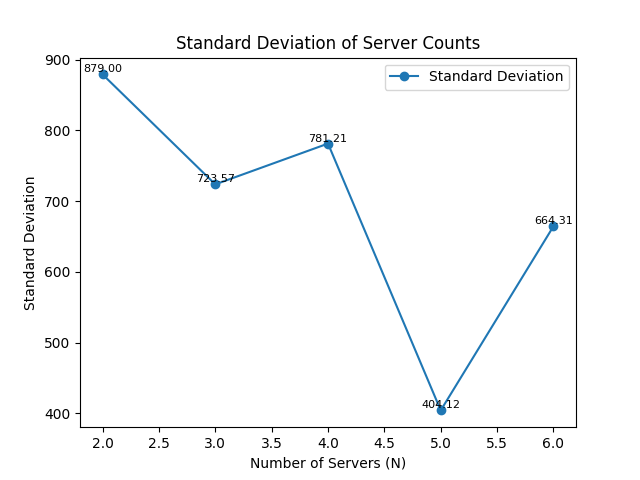 Standard Deviation of Server Counts
Standard Deviation
900
800
700
600
500
400
Standard Deviation
879.00
723.57
781.21
404.12
664.31
2.0 2.5 3.0 3.5 4.0 4.5 5.0 5.5 6.0
Number of Servers (N)